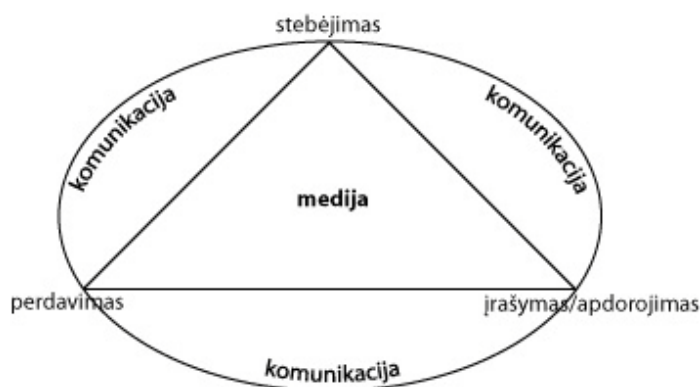 stebėjimas
komunikacija
komunikacija
medija
perdavimas
įrašymas/apdorojimas
komunikacija